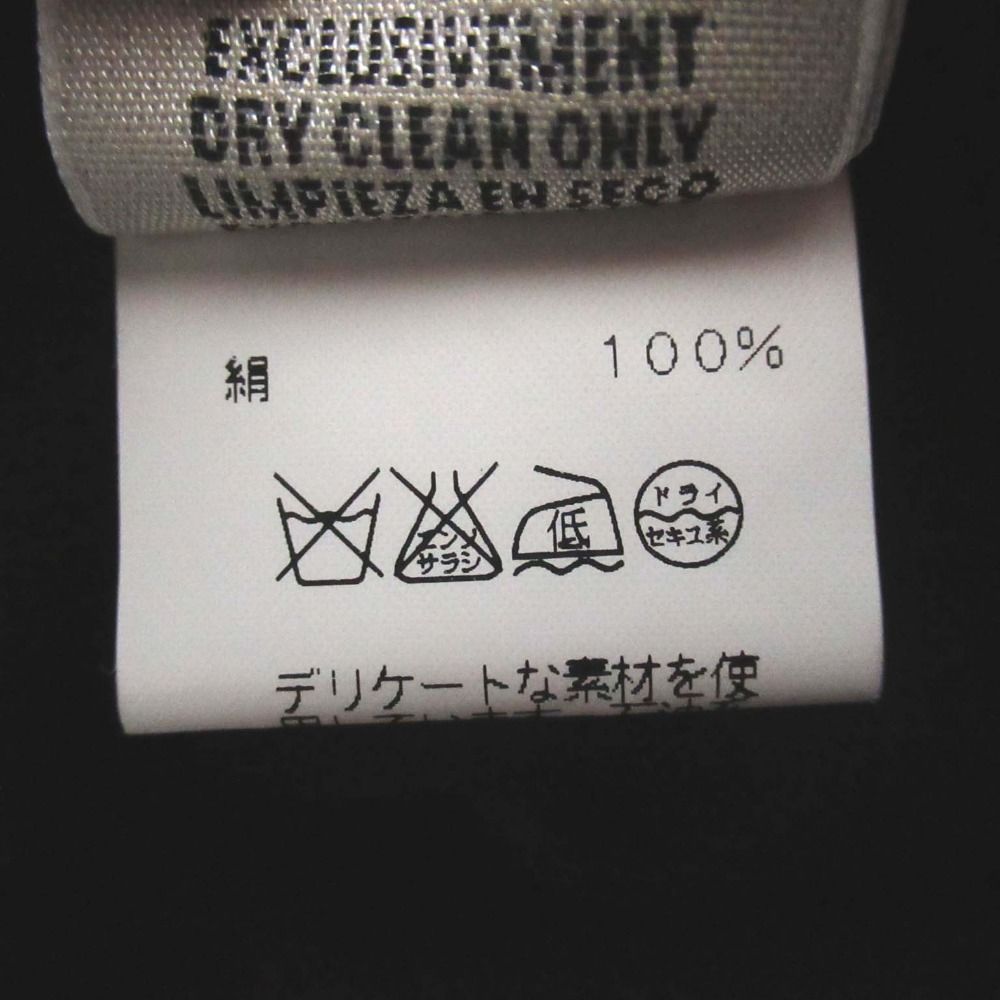 EXCLUSIVEMENT
DRY CLEAN ONLY
LIMPIEZA EN SECO
絹 100%
エンソ
サラシ
低
ドライ
セキユ系
デリケートな素材を使